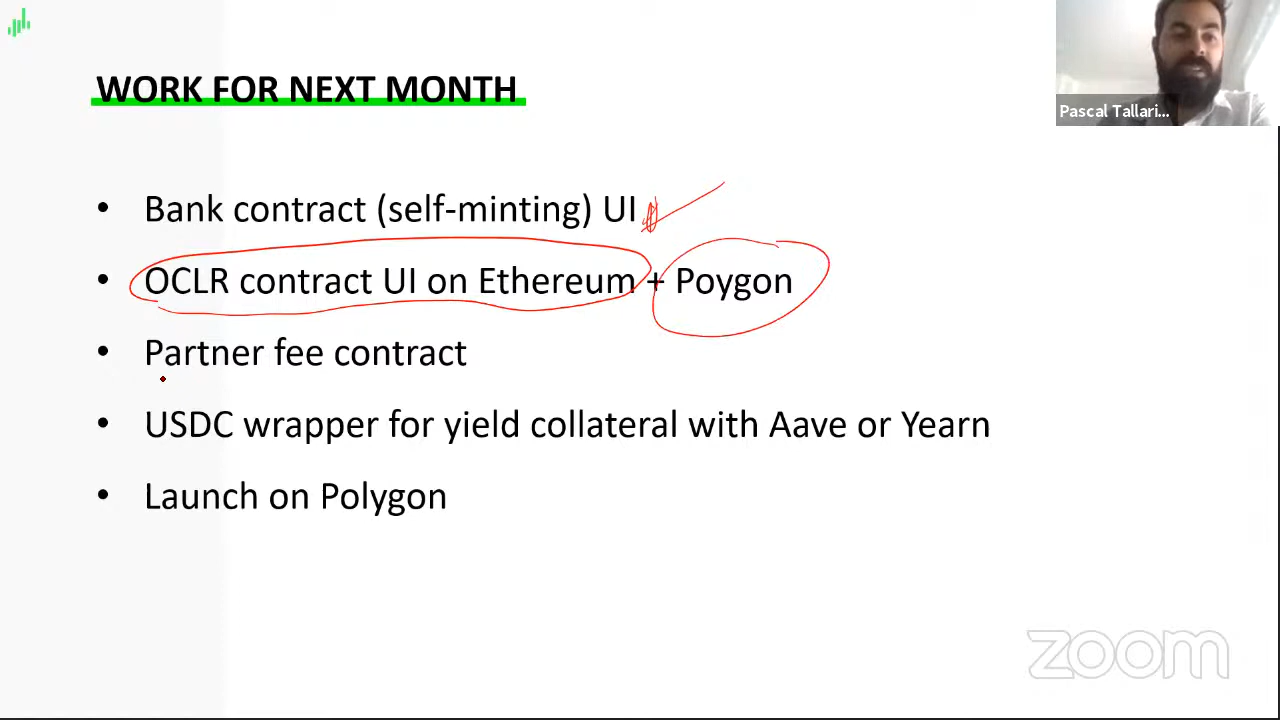 WORK FOR NEXT MONTH
Pascal Tallari...
• Bank contract (self-minting) UI
• OCLR contract UI on Ethereum + Poygon
• Partner fee contract
• USDC wrapper for yield collateral with Aave or Yearn
• Launch on Polygon
zoom